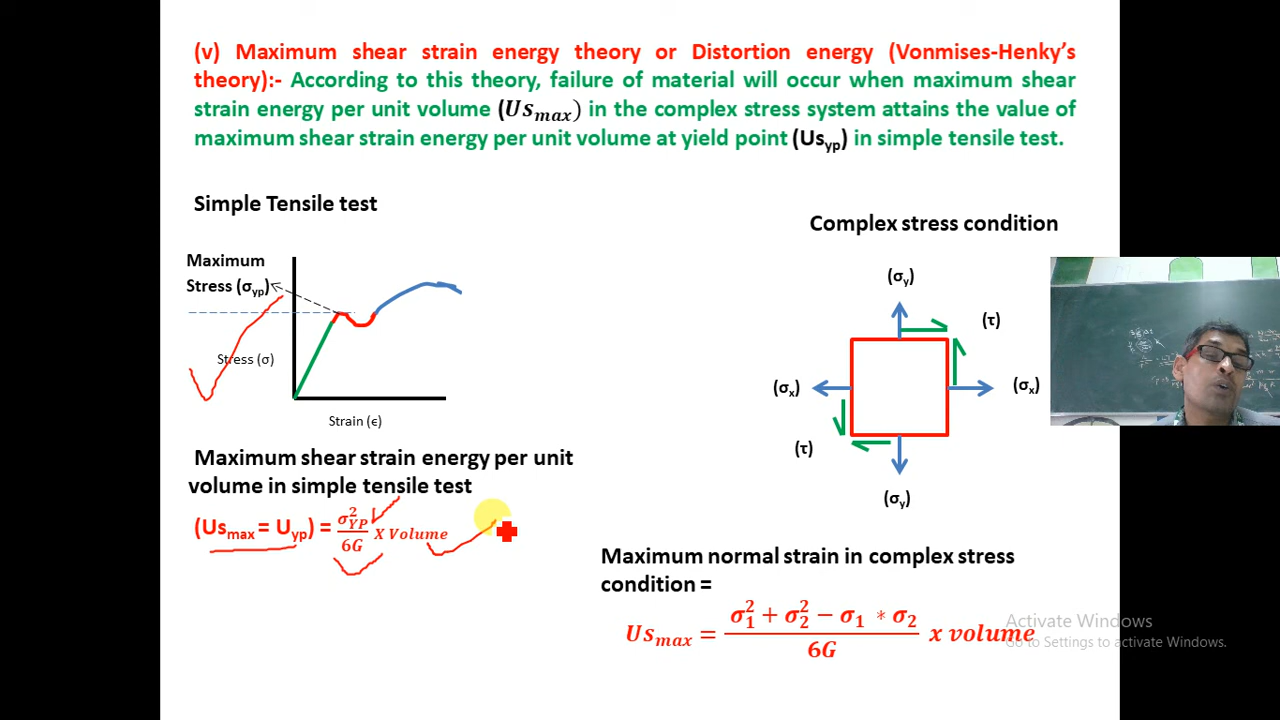 (v) Maximum shear strain energy theory or Distortion energy (Vonmises-Henky's
theory):- According to this theory, failure of material will occur when maximum shear
strain energy per unit volume (Us_max) in the complex stress system attains the value of
maximum shear strain energy per unit volume at yield point (Us_yp) in simple tensile test.
Simple Tensile test
Complex stress condition
Maximum
Stress (σ_yp)
Stress (σ)
Strain (ϵ)
(σ_y)
(τ)
(σ_x)
(σ_x)
(τ)
(σ_y)
Maximum shear strain energy per unit
volume in simple tensile test
(Us_max = U_yp) = σ²_YP / 6G X Volume
Maximum normal strain in complex stress
condition =
Us_max = (σ₁² + σ₂² − σ₁ * σ₂) / 6G x volume
Activate Windows
Go to Settings to activate Windows.